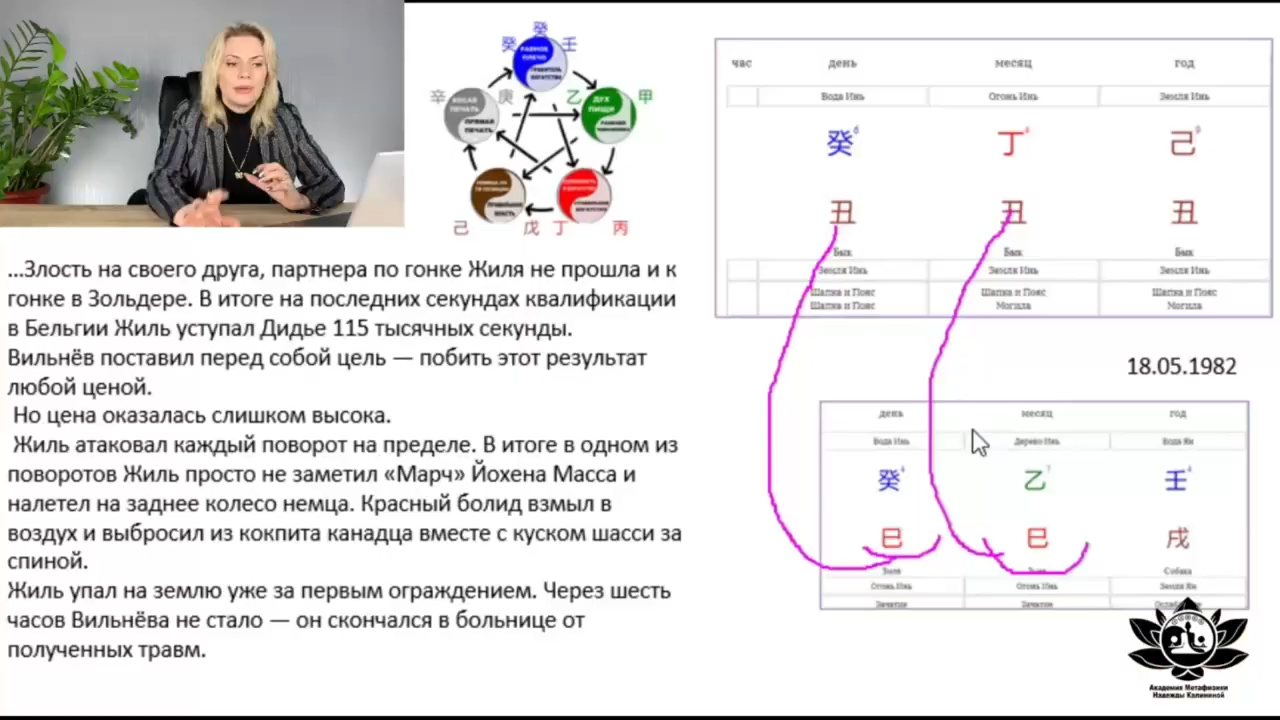 癸
癸
壬
РАВНОЕ
ПЛЕЧО
辛
庚
乙
甲
ДУХ
ПИЩИ
ПРЯМАЯ
ПЕЧАТЬ
己
戊
丁
丙
...Злость на своего друга, партнера по гонке Жиля не прошла и к
гонке в Зольдере. В итоге на последних секундах квалификации
в Бельгии Жиль уступал Дидье 115 тысячных секунды.
Вильнёв поставил перед собой цель — побить этот результат
любой ценой.
Но цена оказалась слишком высока.
Жиль атаковал каждый поворот на пределе. В итоге в одном из
поворотов Жиль просто не заметил «Марч» Йохена Масса и
налетел на заднее колесо немца. Красный болид взмыл в
воздух и выбросил из кокпита канадца вместе с куском шасси за
спиной.
Жиль упал на землю уже за первым ограждением. Через шесть
часов Вильнёва не стало — он скончался в больнице от
полученных травм.
час день месяц год
Вода Инь Огонь Инь Земля Инь
癸 丁 己
丑 丑 丑
Бык Бык Бык
Земля Инь Земля Инь Земля Инь
Шапка и Пояс Шапка и Пояс Шапка и Пояс
Шапка и Пояс Могила Могила
18.05.1982
день месяц год
Вода Инь Дерево Инь Вода Ян
癸 乙 壬
巳 巳 戌
Змея Змея Собака
Огонь Инь Огонь Инь Земля Ян
Зачатие Зачатие
Академия Метафизики
Надежды Калининой